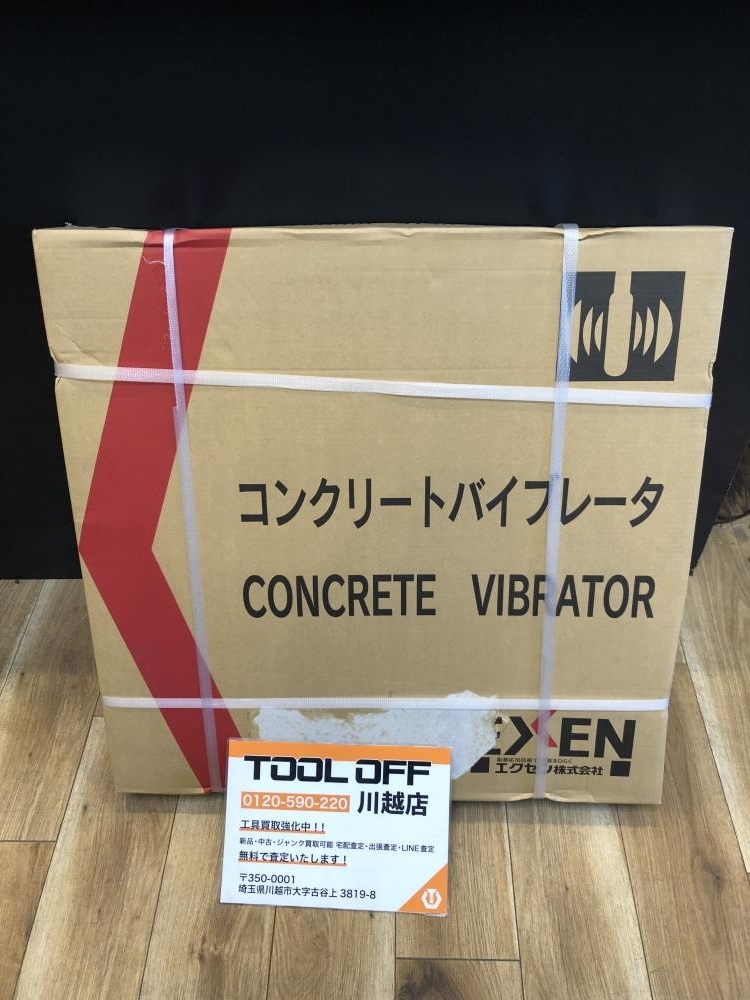 コンクリートバイブレータ
CONCRETE VIBRATOR
EXEN
エクセン株式会社
TOOL OFF
0120-590-220 川越店
工具買取強化中！！
新品・中古・ジャンク買取可能 宅配査定・出張査定・LINE査定
無料で査定いたします！
〒350-0001
埼玉県川越市大字古谷上3819-8